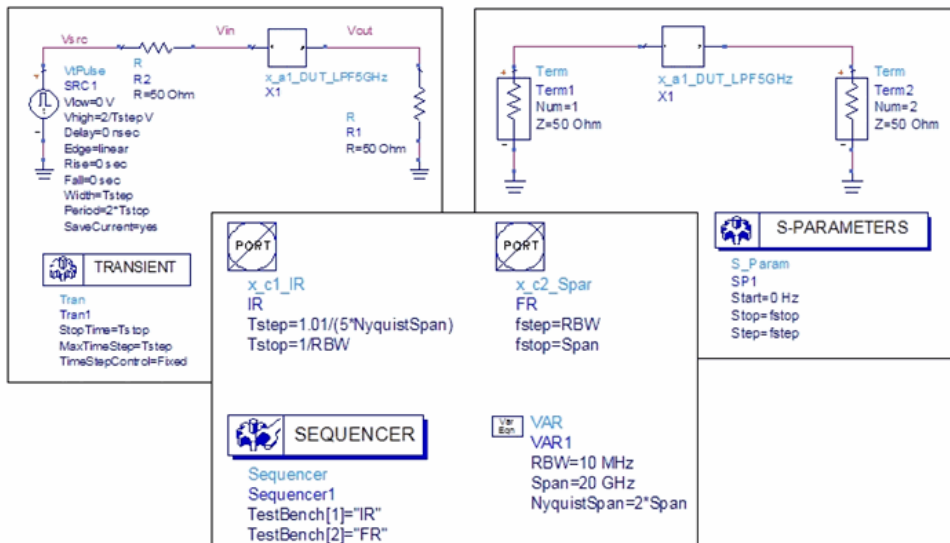 Vsrc
Vin
Vout
VtPulse
SRC1
Vlow=0 V
Vhigh=2/Tstep V
Delay=0 nsec
Edge=linear
Rise=0 sec
Fall=0 sec
Width=Tstep
Period=2*Tstop
SaveCurrent=yes
R
R2
R=50 Ohm
x_a1_DUT_LPF5GHz
X1
R
R1
R=50 Ohm
TRANSIENT
Tran
Tran1
StopTime=Tstop
MaxTimeStep=Tstep
TimeStepControl=Fixed
Term
Term1
Num=1
Z=50 Ohm
x_a1_DUT_LPF5GHz
X1
Term
Term2
Num=2
Z=50 Ohm
S-PARAMETERS
S_Param
SP1
Start=0 Hz
Stop=fstop
Step=fstep
PORT
x_c1_IR
IR
Tstep=1.01/(5*NyquistSpan)
Tstop=1/RBW
PORT
x_c2_Spar
FR
fstep=RBW
fstop=Span
SEQUENCER
Sequencer
Sequencer1
TestBench[1]="IR"
TestBench[2]="FR"
Var
Eqn
VAR
VAR1
RBW=10 MHz
Span=20 GHz
NyquistSpan=2*Span